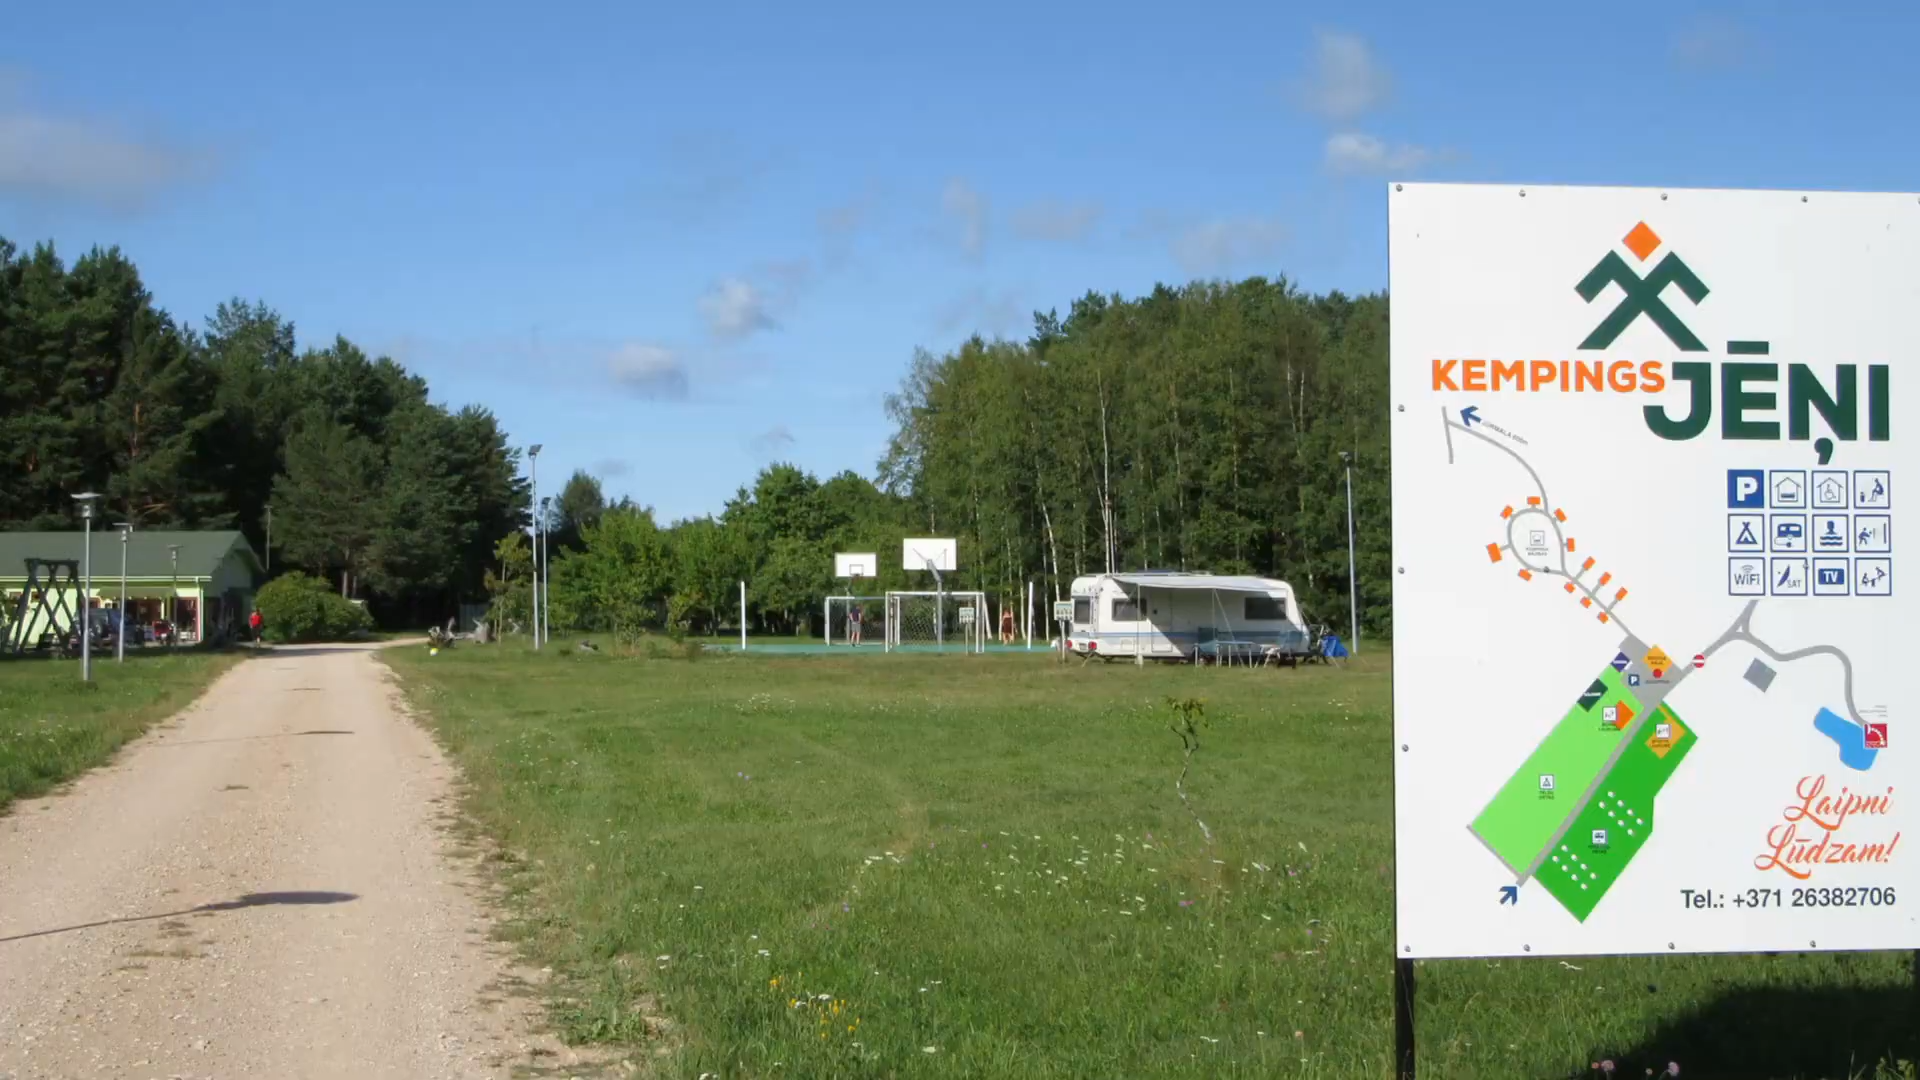 KEMPINGS JĒŅI
P
WiFi
SAT
TV
P
Laipni
Lūdzam!
Tel.: +371 26382706